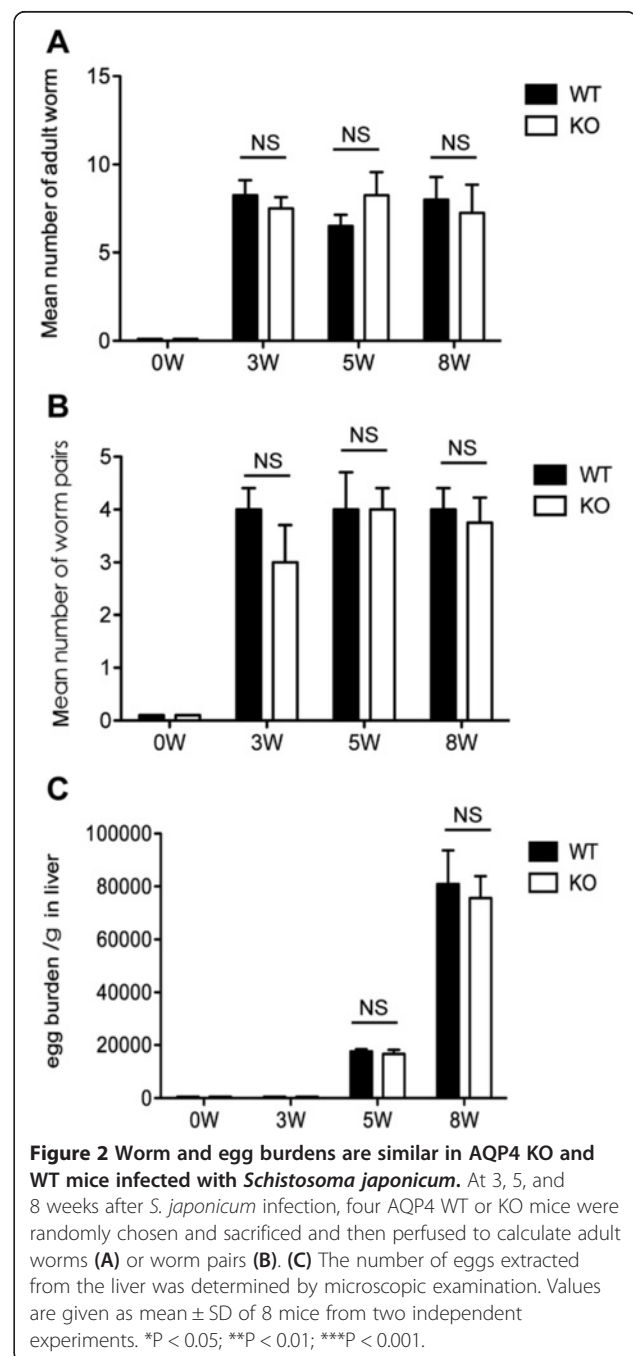 A
Mean number of adult worm
15
10
5
0
NS
NS
NS
WT
KO
0W
3W
5W
8W
B
Mean number of worm pairs
5
4
3
2
1
0
NS
NS
NS
WT
KO
0W
3W
5W
8W
C
egg burden /g in liver
100000
80000
60000
40000
20000
0
NS
NS
WT
KO
0W
3W
5W
8W
Figure 2 Worm and egg burdens are similar in AQP4 KO and
WT mice infected with Schistosoma japonicum. At 3, 5, and
8 weeks after S. japonicum infection, four AQP4 WT or KO mice were
randomly chosen and sacrificed and then perfused to calculate adult
worms (A) or worm pairs (B). (C) The number of eggs extracted
from the liver was determined by microscopic examination. Values
are given as mean ± SD of 8 mice from two independent
experiments. *P < 0.05; **P < 0.01; ***P < 0.001.